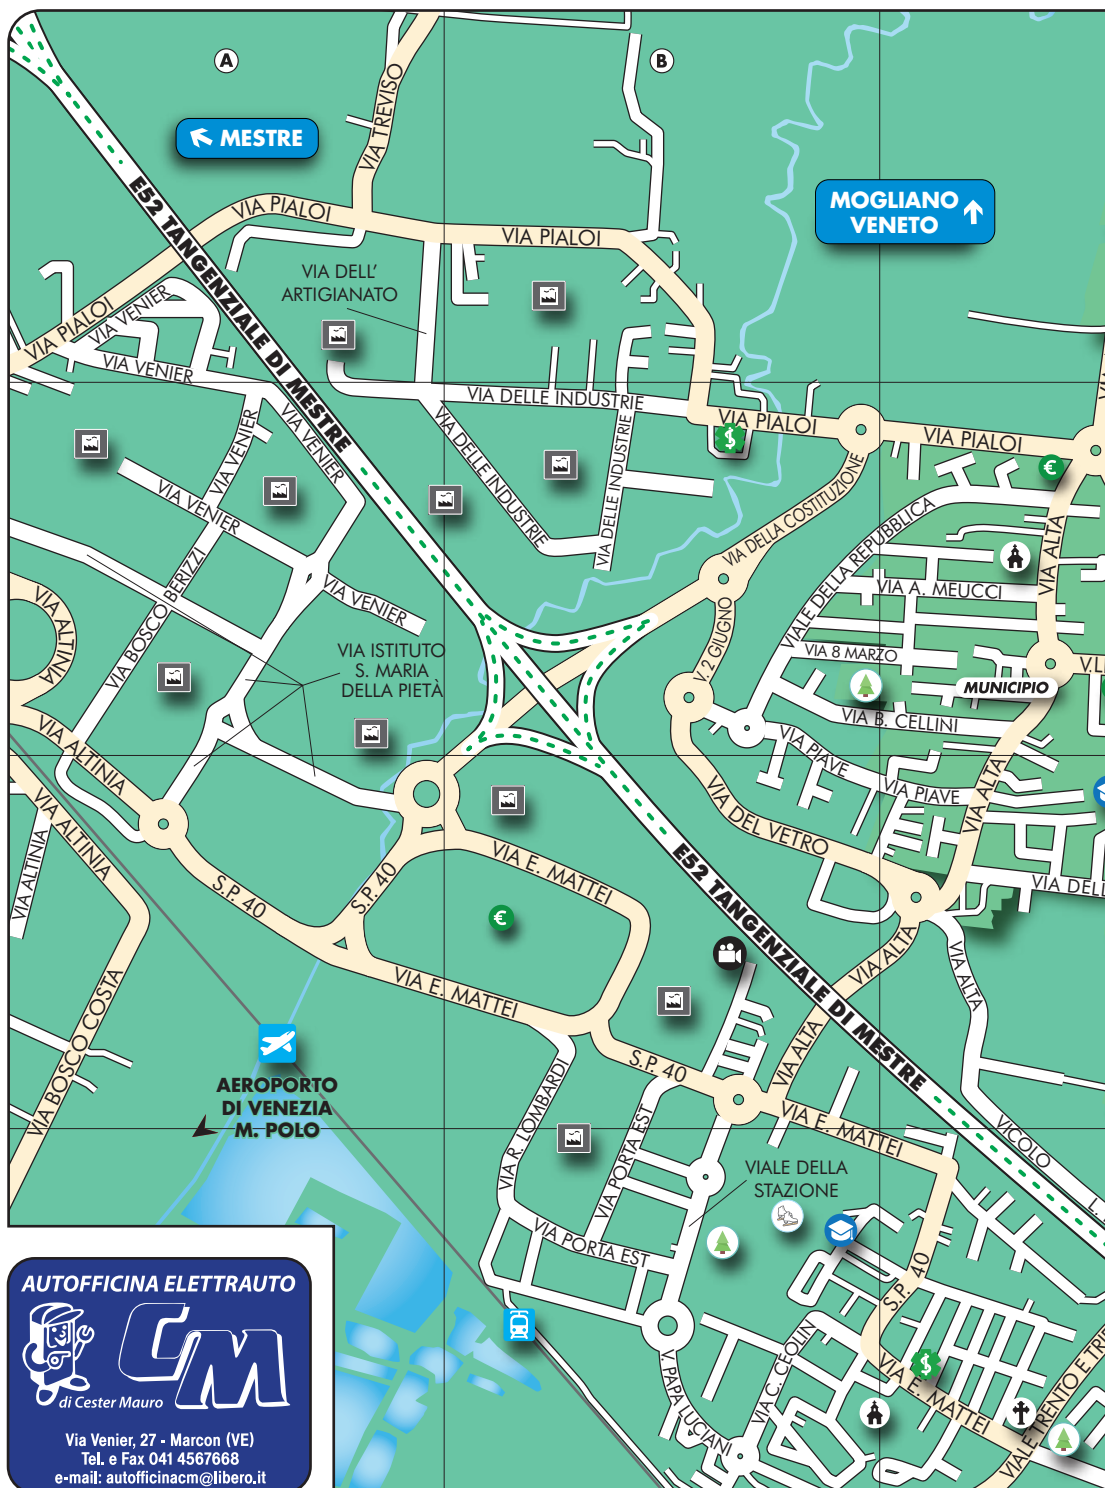 A
B
MESTRE
MOGLIANO
VENETO
VIA TREVISO
E52 TANGENZIALE DI MESTRE
VIA PIALOI
VIA PIALOI
VIA DELL'
ARTIGIANATO
VIA PIALOI
VIA VENIER
VIA VENIER
VIA VENIER
VIA VENIER
VIA VENIER
VIA VENIER
VIA DELLE INDUSTRIE
VIA DELLE INDUSTRIE
VIA DELLE INDUSTRIE
VIA PIALOI
VIA PIALOI
VIA
€
VIA DELLA COSTITUZIONE
VIALE DELLA REPUBBLICA
VIA ALTA
VIA A. MEUCCI
VIA 8 MARZO
V. 2 GIUGNO
VIA BOSCO BERIZZI
VIA ALTINIA
VIA ISTITUTO
S. MARIA
DELLA PIETÀ
MUNICIPIO
VIA B. CELLINI
VIA PIAVE
VIA PIAVE
VIA ALTA
VIA ALTINIA
VIA ALTINIA
VIA ALTINIA
VIA DEL VETRO
VIA DELL
S.P. 40
S.P. 40
VIA E. MATTEI
E52 TANGENZIALE DI MESTRE
€
VIA E. MATTEI
VIA ALTA
VIA ALTA
VIA ALTA
VIA BOSCO COSTA
AEROPORTO
DI VENEZIA
M. POLO
VIA R. LOMBARDI
S.P. 40
VIA PORTA EST
VIA E. MATTEI
VICOLO
L.
VIALE DELLA
STAZIONE
VIA PORTA EST
S.P. 40
V. PAPA LUCIANI
VIA C. CEOLIN
VIA E. MATTEI
VIALE TRENTO E TRIE
AUTOFFICINA ELETTRAUTO
CM
di Cester Mauro
Via Venier, 27 - Marcon (VE)
Tel. e Fax 041 4567668
e-mail: autofficinacm@libero.it